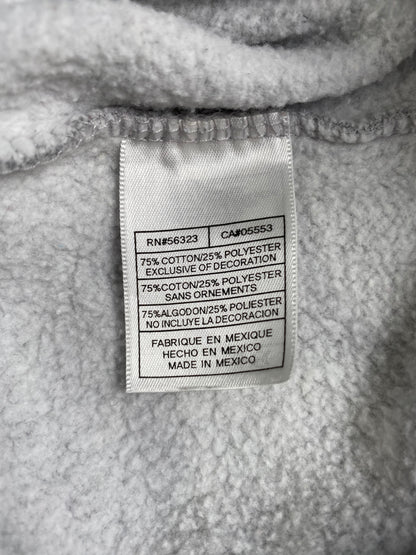 RN#56323 CA#05553
75% COTTON/25% POLYESTER
EXCLUSIVE OF DECORATION
75%COTON/25% POLYESTER
SANS ORNEMENTS
75%ALGODON/25% POLIESTER
NO INCLUYE LA DECORACION
FABRIQUE EN MEXIQUE
HECHO EN MEXICO
MADE IN MEXICO